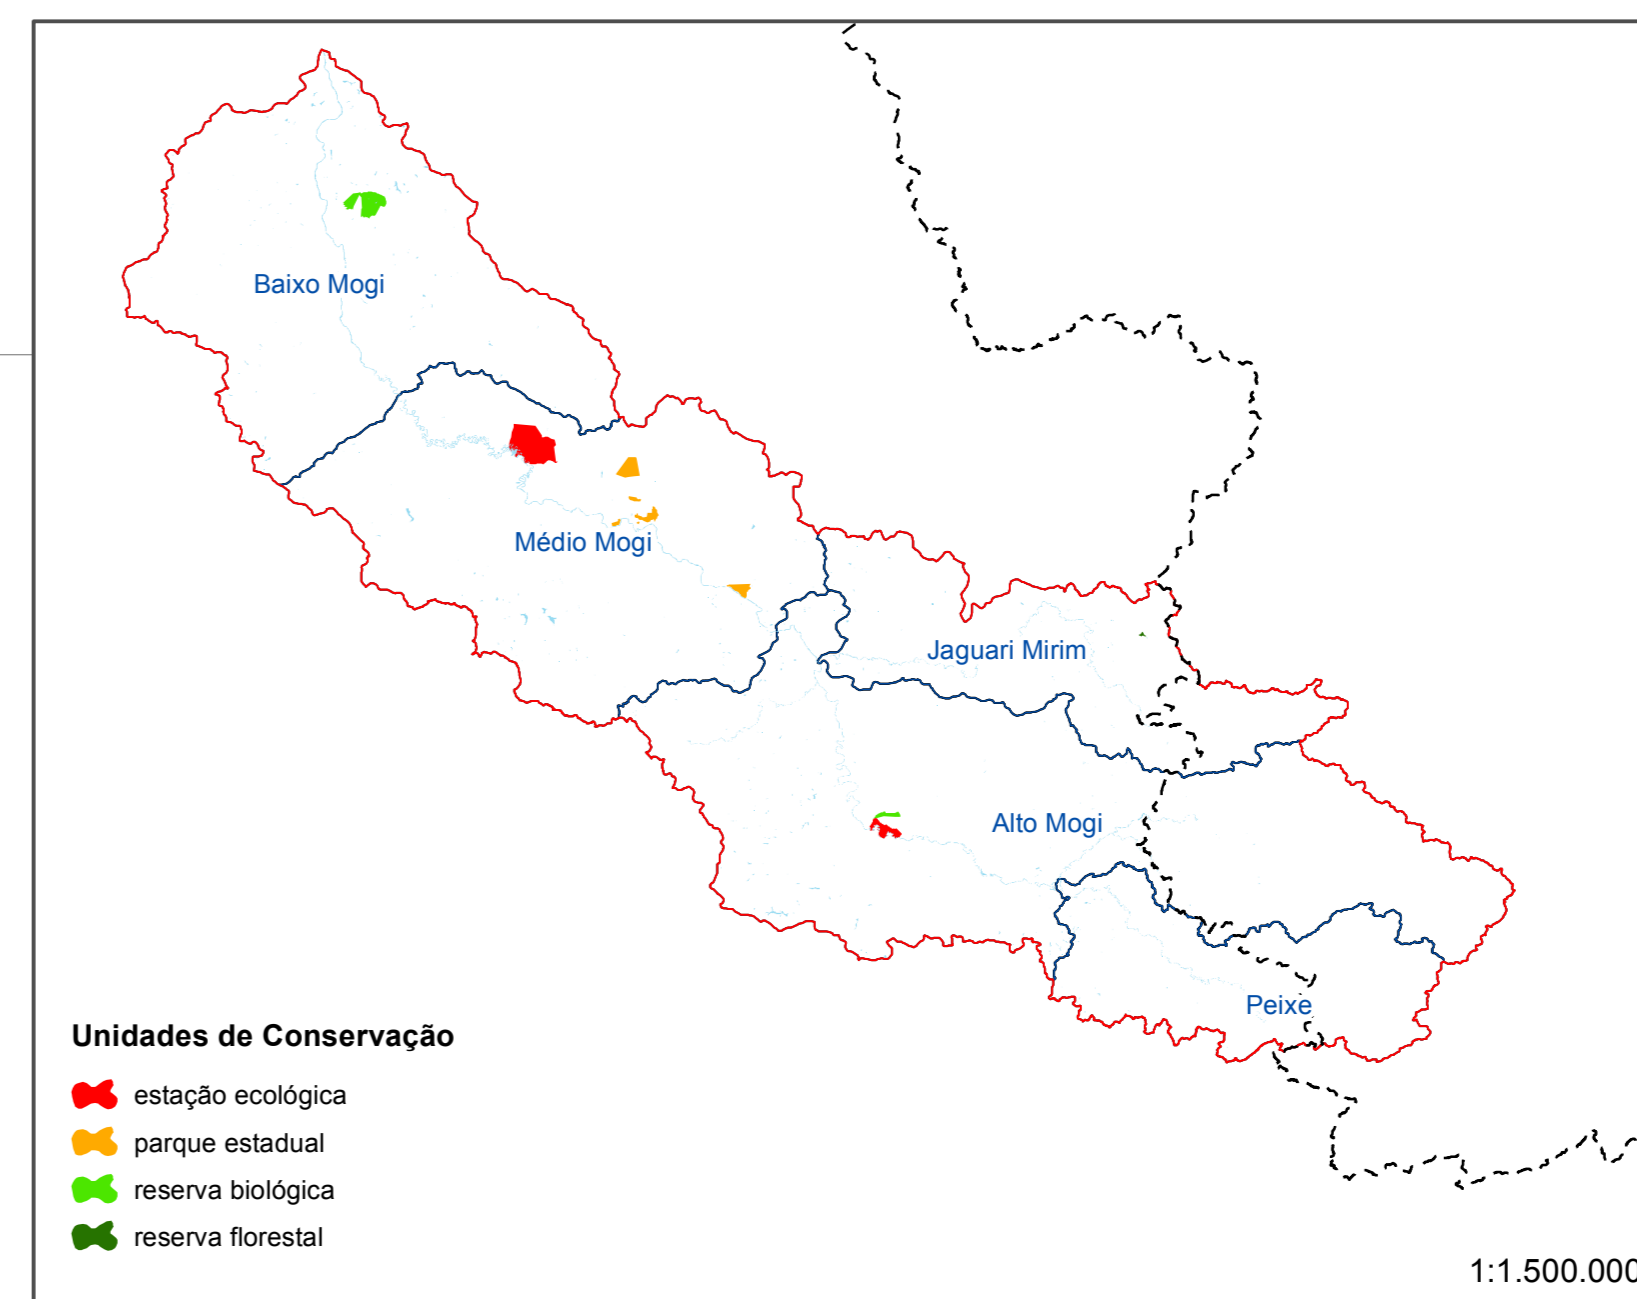 Baixo Mogi
Médio Mogi
Jaguari Mirim
Alto Mogi
Peixe
Unidades de Conservação
estação ecológica
parque estadual
reserva biológica
reserva florestal
1:1.500.000